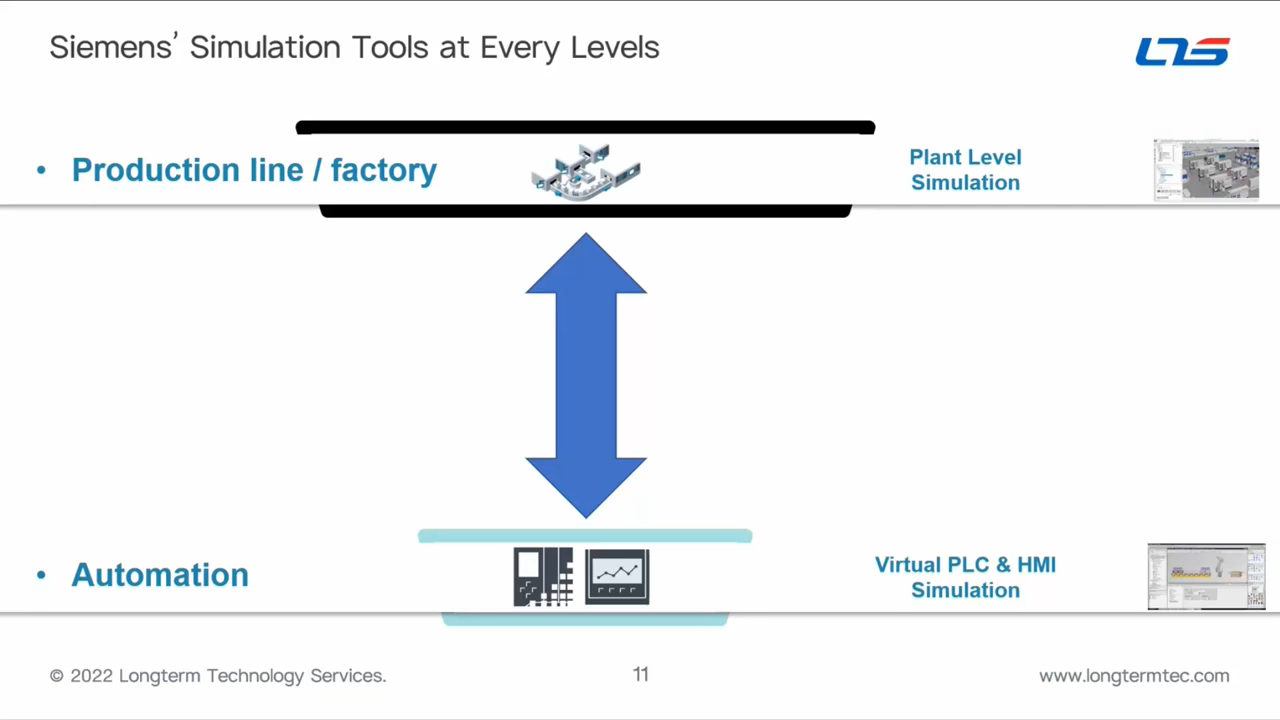 Siemens’ Simulation Tools at Every Levels
LTS
• Production line / factory
Plant Level
Simulation
• Automation
Virtual PLC & HMI
Simulation
© 2022 Longterm Technology Services.
11
www.longtermtec.com